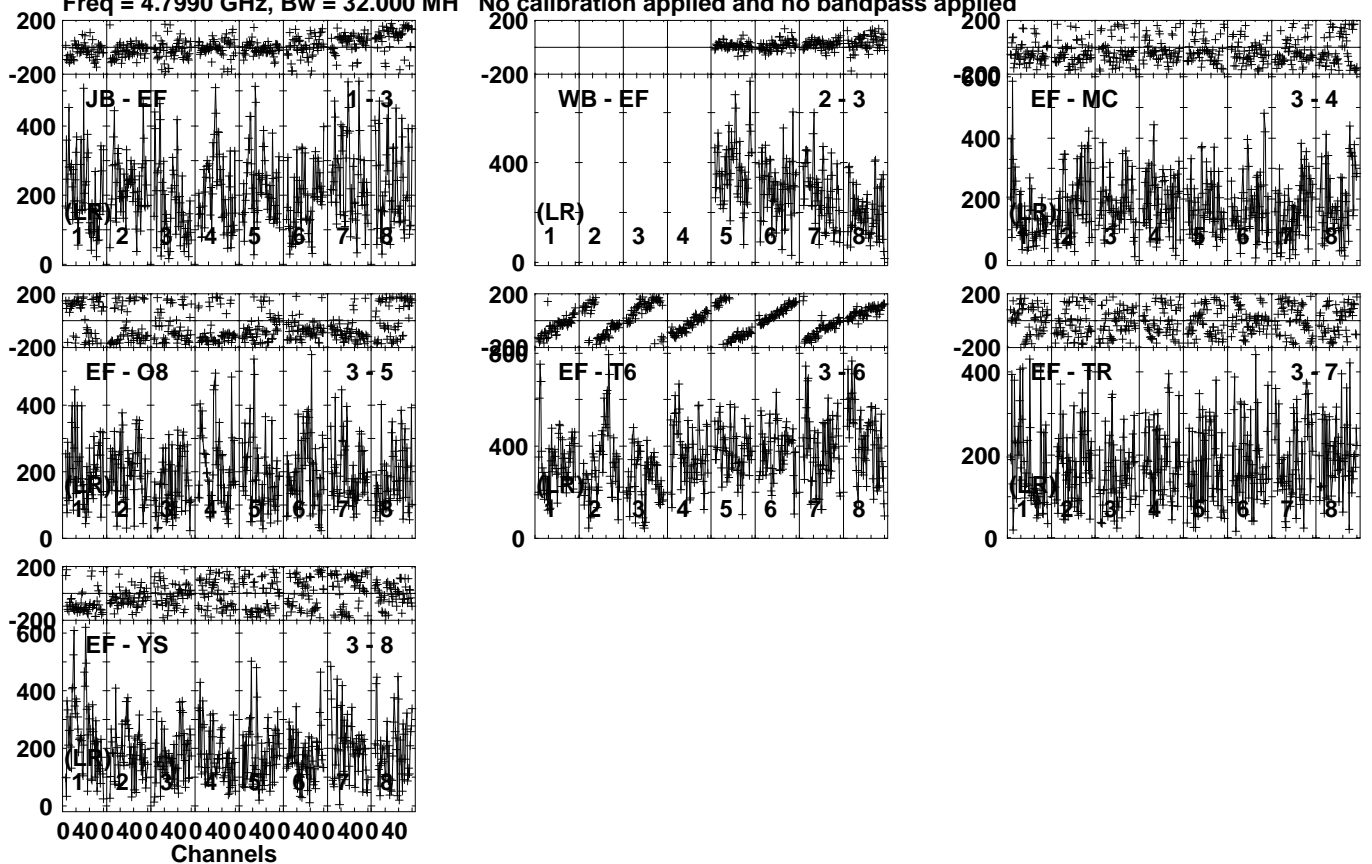 Freq = 4.7990 GHz, Bw = 32.000 MH   No calibration applied and no bandpass applied
200
-200
JB - EF
1 - 3
400
200
0
(LR)
1 2 3 4 5 6 7 8
200
-200
WB - EF
2 - 3
400
0
(LR)
1 2 3 4 5 6 7 8
200
-200
600
EF - MC
3 - 4
400
200
0
(LR)
1 2 3 4 5 6 7 8
200
-200
EF - O8
3 - 5
400
200
0
(LR)
1 2 3 4 5 6 7 8
200
-200
800
EF - T6
3 - 6
400
0
(LR)
1 2 3 4 5 6 7 8
200
-200
400
EF - TR
3 - 7
200
0
(LR)
1 2 3 4 5 6 7 8
200
-200
600
EF - YS
3 - 8
400
200
0
(LR)
1 2 3 4 5 6 7 8
0 40 0 40 0 40 0 40 0 40 0 40 0 40 0 40
Channels